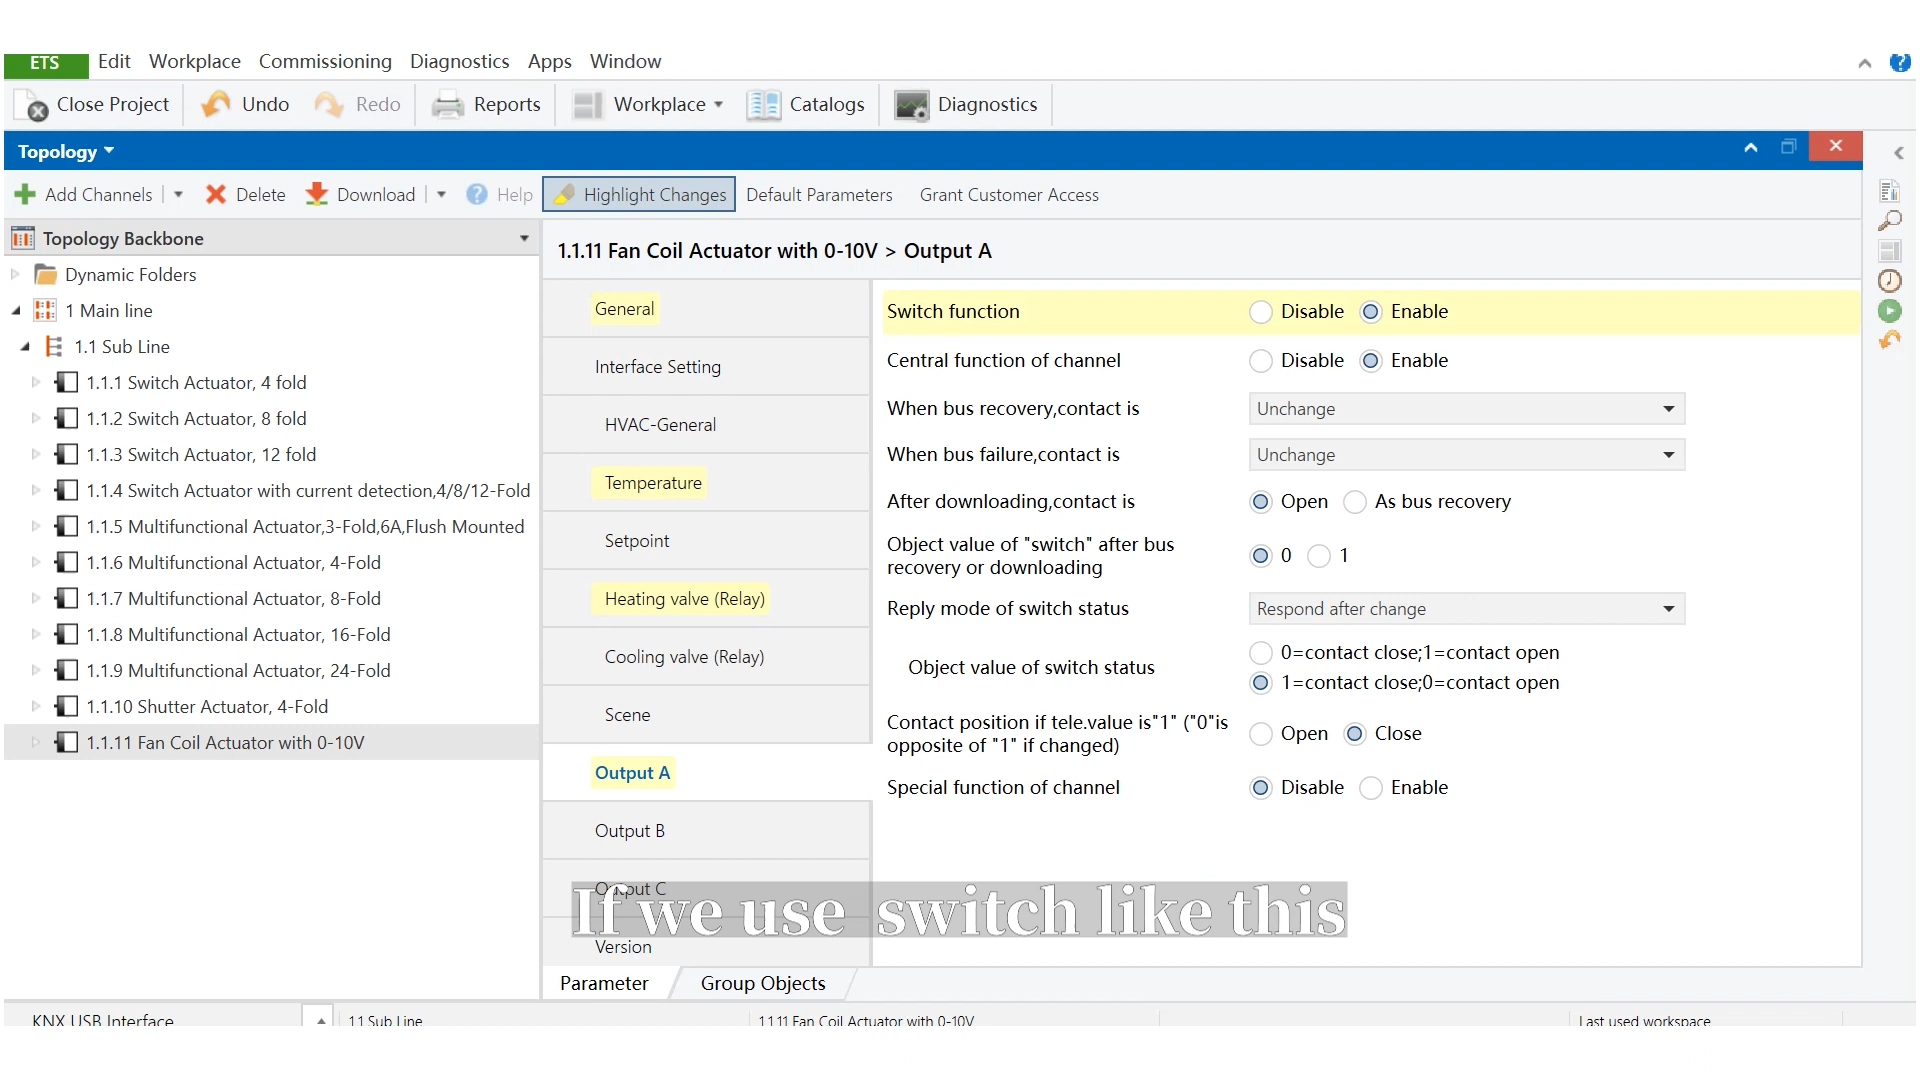 ETS Edit Workplace Commissioning Diagnostics Apps Window
Close Project Undo Redo Reports Workplace Catalogs Diagnostics
Topology
Add Channels Delete Download Help Highlight Changes Default Parameters Grant Customer Access
Topology Backbone
Dynamic Folders
1 Main line
1.1 Sub Line
1.1.1 Switch Actuator, 4 fold
1.1.2 Switch Actuator, 8 fold
1.1.3 Switch Actuator, 12 fold
1.1.4 Switch Actuator with current detection,4/8/12-Fold
1.1.5 Multifunctional Actuator,3-Fold,6A,Flush Mounted
1.1.6 Multifunctional Actuator, 4-Fold
1.1.7 Multifunctional Actuator, 8-Fold
1.1.8 Multifunctional Actuator, 16-Fold
1.1.9 Multifunctional Actuator, 24-Fold
1.1.10 Shutter Actuator, 4-Fold
1.1.11 Fan Coil Actuator with 0-10V
1.1.11 Fan Coil Actuator with 0-10V > Output A
General
Interface Setting
HVAC-General
Temperature
Setpoint
Heating valve (Relay)
Cooling valve (Relay)
Scene
Output A
Output B
Output C
Version
Switch function Disable Enable
Central function of channel Disable Enable
When bus recovery,contact is Unchange
When bus failure,contact is Unchange
After downloading,contact is Open As bus recovery
Object value of "switch" after bus
recovery or downloading 0 1
Reply mode of switch status Respond after change
Object value of switch status 0=contact close;1=contact open
1=contact close;0=contact open
Contact position if tele.value is"1" ("0"is
opposite of "1" if changed) Open Close
Special function of channel Disable Enable
If we use switch like this
Parameter Group Objects
KNX USB Interface 1.1 Sub Line 1.1.11 Fan Coil Actuator with 0-10V Last used workspace